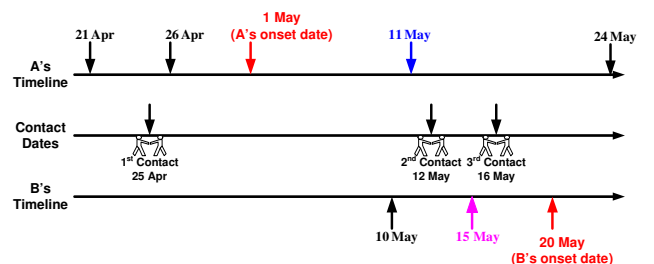 1 May
(A's onset date)
21 Apr
26 Apr
11 May
24 May
A's
Timeline
Contact
Dates
1st Contact
25 Apr
2nd Contact
12 May
3rd Contact
16 May
B's
Timeline
10 May
15 May
20 May
(B's onset date)